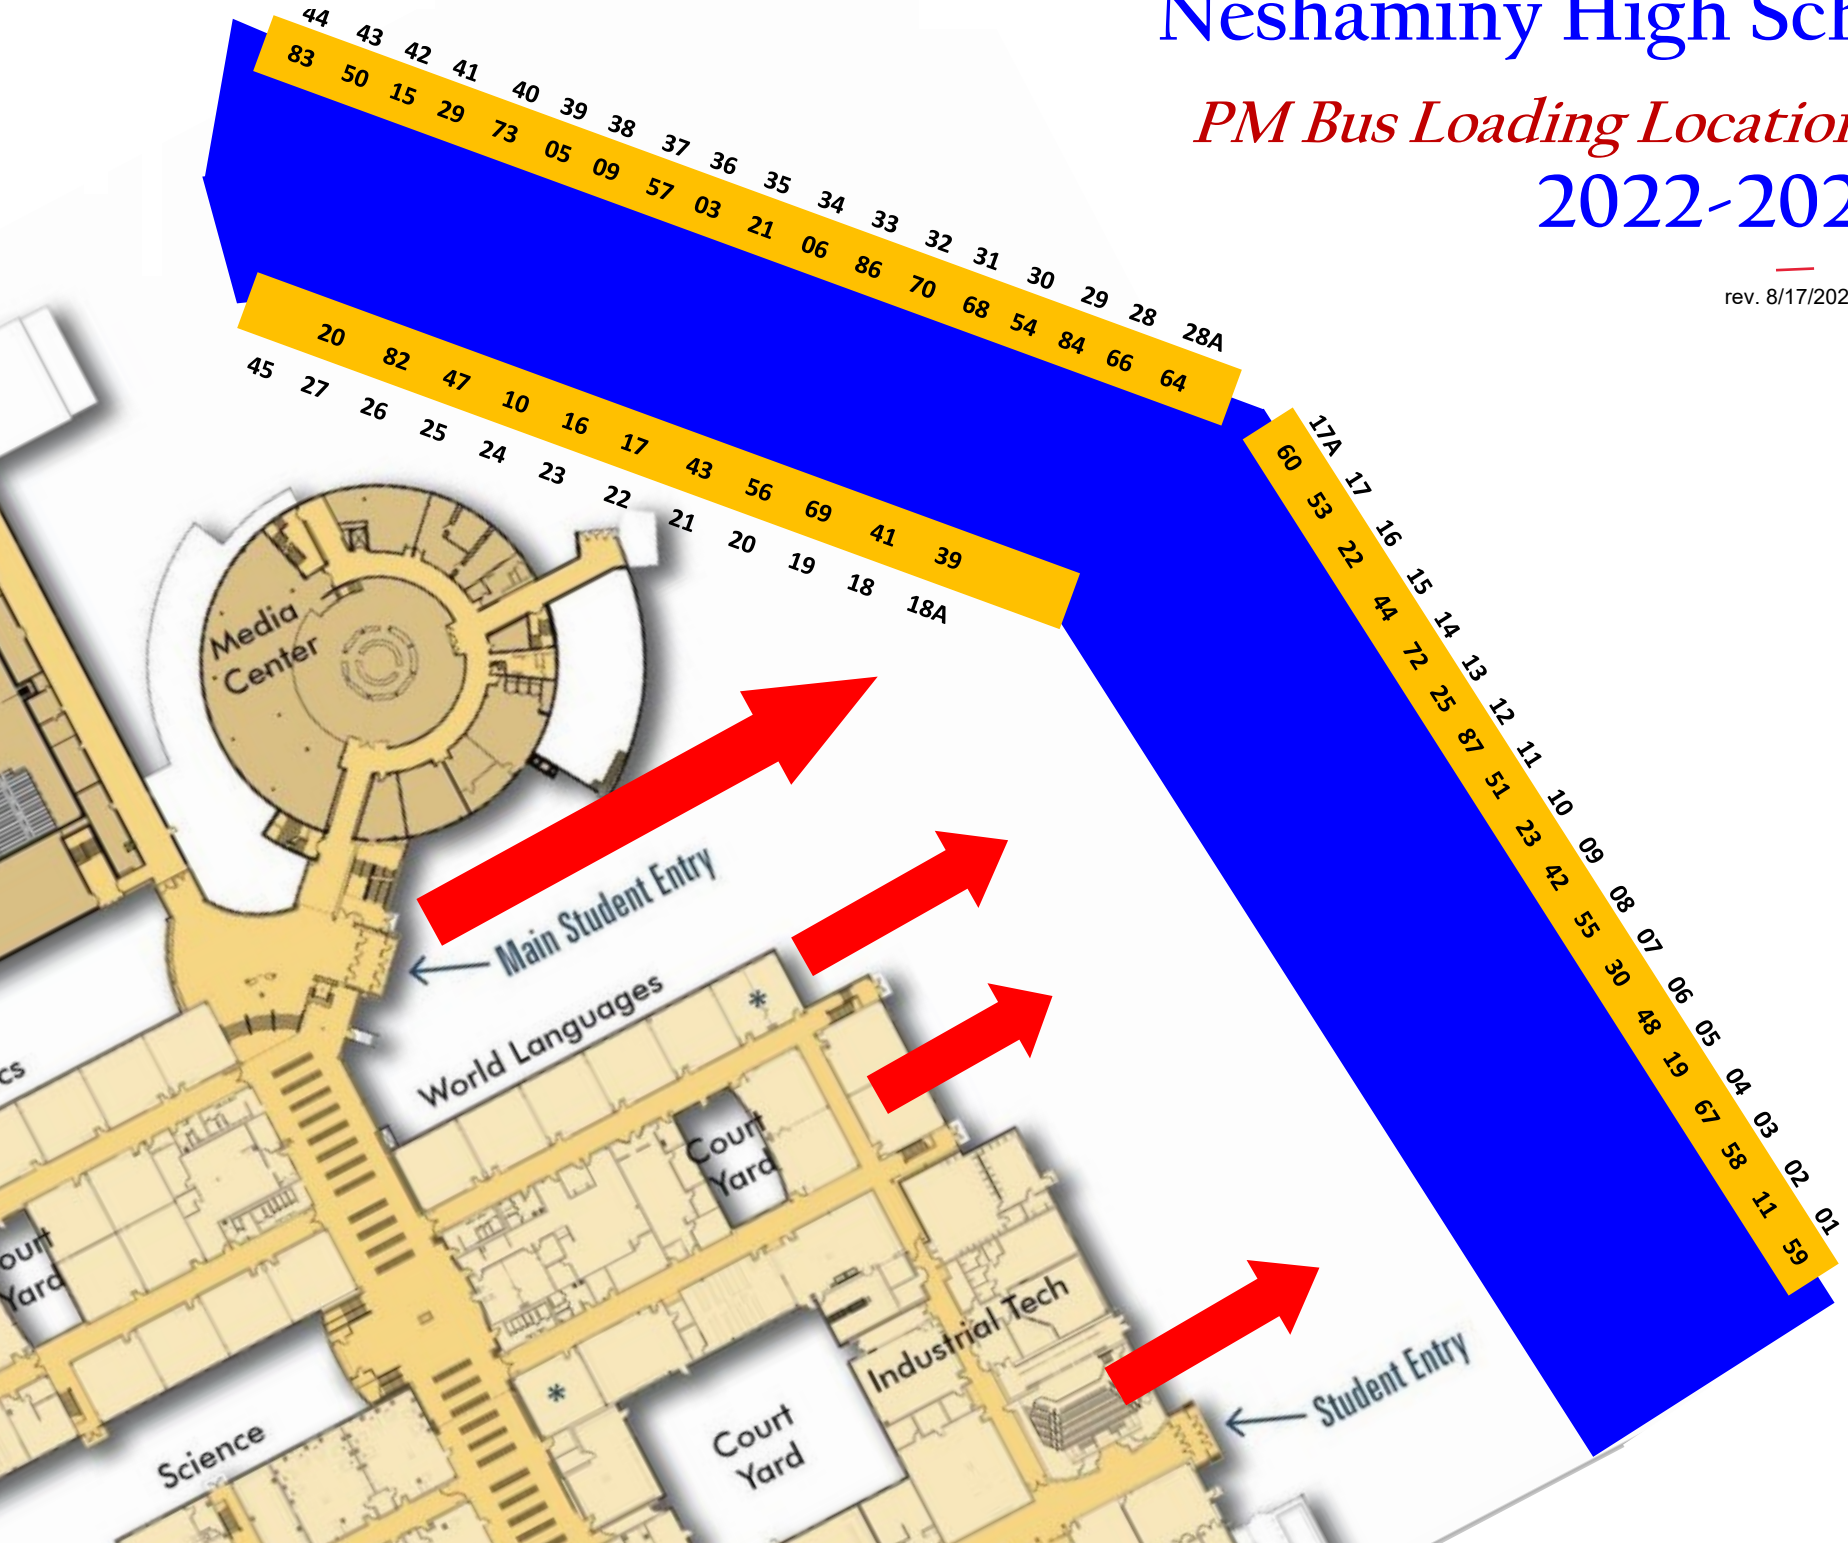 Neshaminy High Sch
PM Bus Loading Location
2022-202
rev. 8/17/202
44 43 42 41 40 39 38 37 36 35 34 33 32 31 30 29 28 28A
83 50 15 29 73 05 09 57 03 21 06 86 70 68 54 84 66 64
20 82 47 10 16 17 43 56 69 41 39
45 27 26 25 24 23 22 21 20 19 18 18A
17A 17 16 15 14 13 12 11 10 09 08 07 06 05 04 03 02 01
60 53 22 44 72 25 87 51 23 42 55 30 48 19 67 58 11 59
Media
Center
Main Student Entry
World Languages
*
cs
Court
Yard
ourt
Yard
Industrial Tech
Student Entry
*
Science
Court
Yard